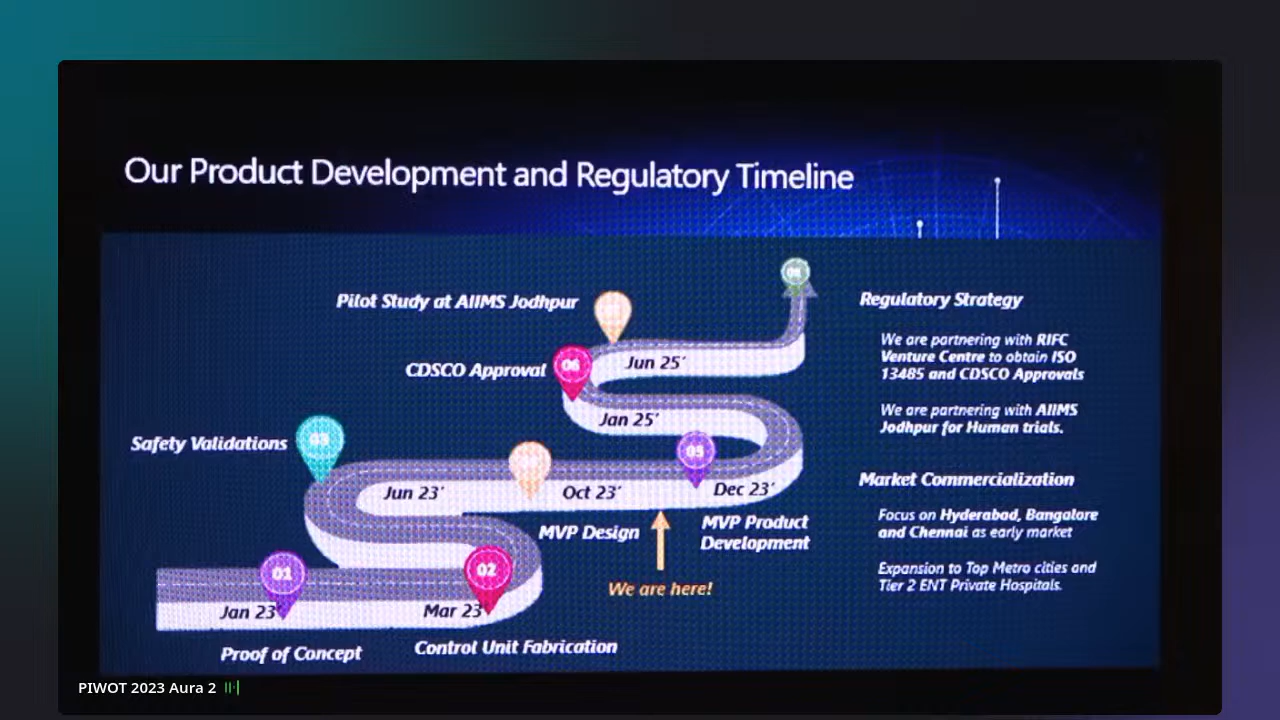 Our Product Development and Regulatory Timeline
Pilot Study at AIIMS Jodhpur
Regulatory Strategy
We are partnering with RIFC
Venture Centre to obtain ISO
13485 and CDSCO Approvals
We are partnering with AIIMS
Jodhpur for Human trials.
Jun 25'
CDSCO Approval
06
Jan 25'
Safety Validations
03
05
Jun 23'
Oct 23'
Dec 23'
MVP Design
MVP Product
Development
We are here!
Market Commercialization
Focus on Hyderabad, Bangalore
and Chennai as early market
Expansion to Top Metro cities and
Tier 2 ENT Private Hospitals.
01
02
Jan 23'
Mar 23'
Proof of Concept
Control Unit Fabrication
PIWOT 2023 Aura 2